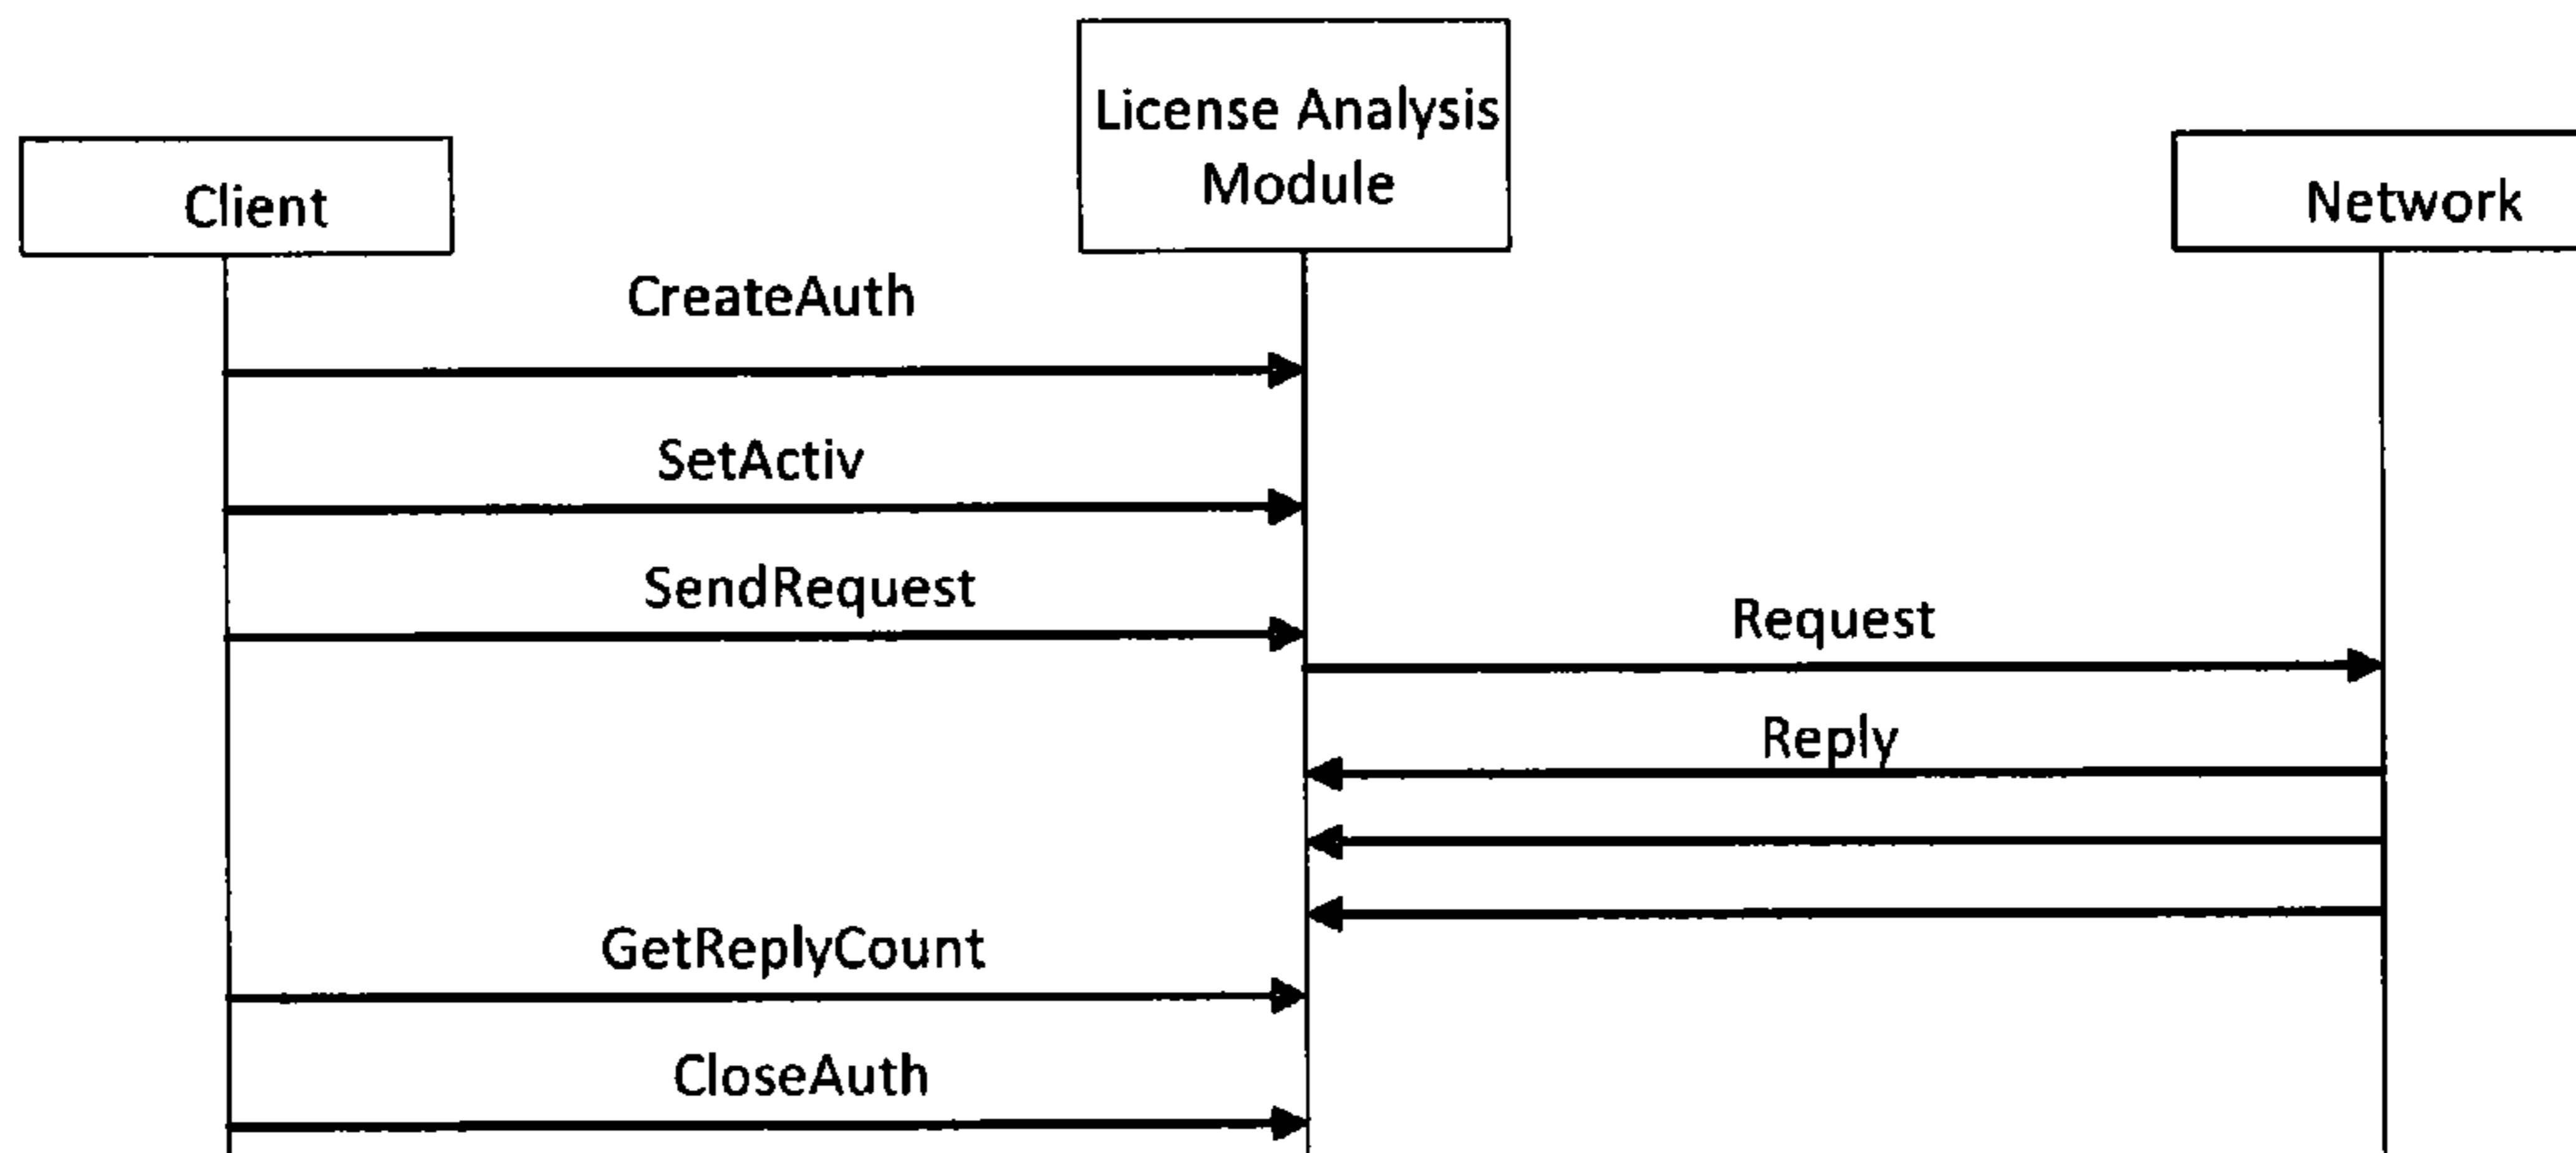 License Analysis
Module
Client
Network
CreateAuth
SetActiv
SendRequest
Request
Reply
GetReplyCount
CloseAuth